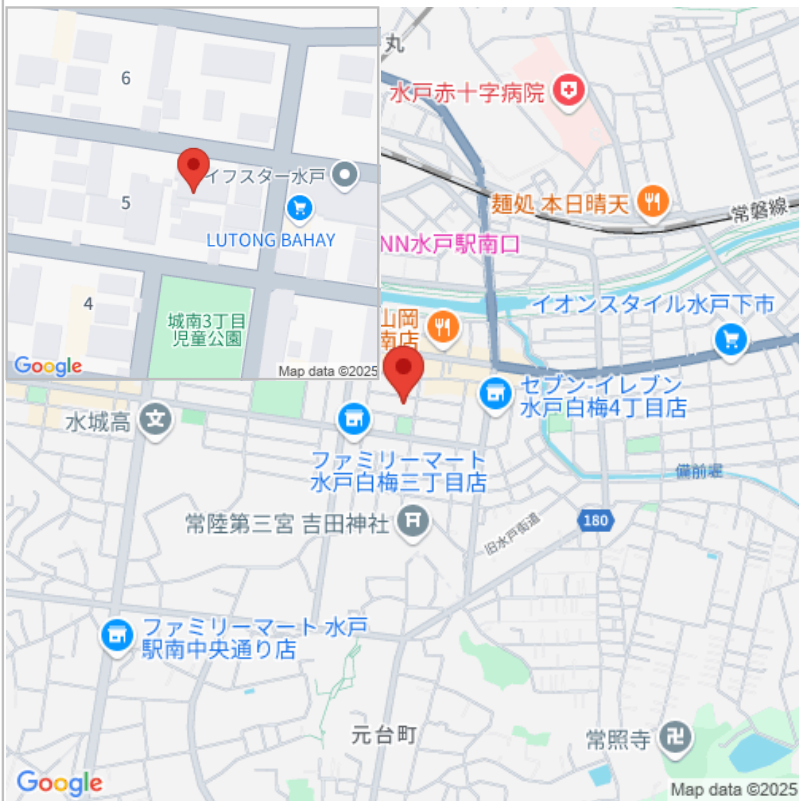 6
イフスター水戸
5
LUTONG BAHAY
4
城南3丁目
児童公園
Google
Map data ©2025
丸
水戸赤十字病院
麺処 本日晴天
常磐線
NN水戸駅南口
イオンスタイル水戸下市
山岡
南店
セブン-イレブン
水戸白梅4丁目店
水城高
ファミリーマート
水戸白梅三丁目店
備前堀
常陸第三宮 吉田神社
旧水戸街道
180
ファミリーマート 水戸
駅南中央通り店
元台町
常照寺
Google
Map data ©2025